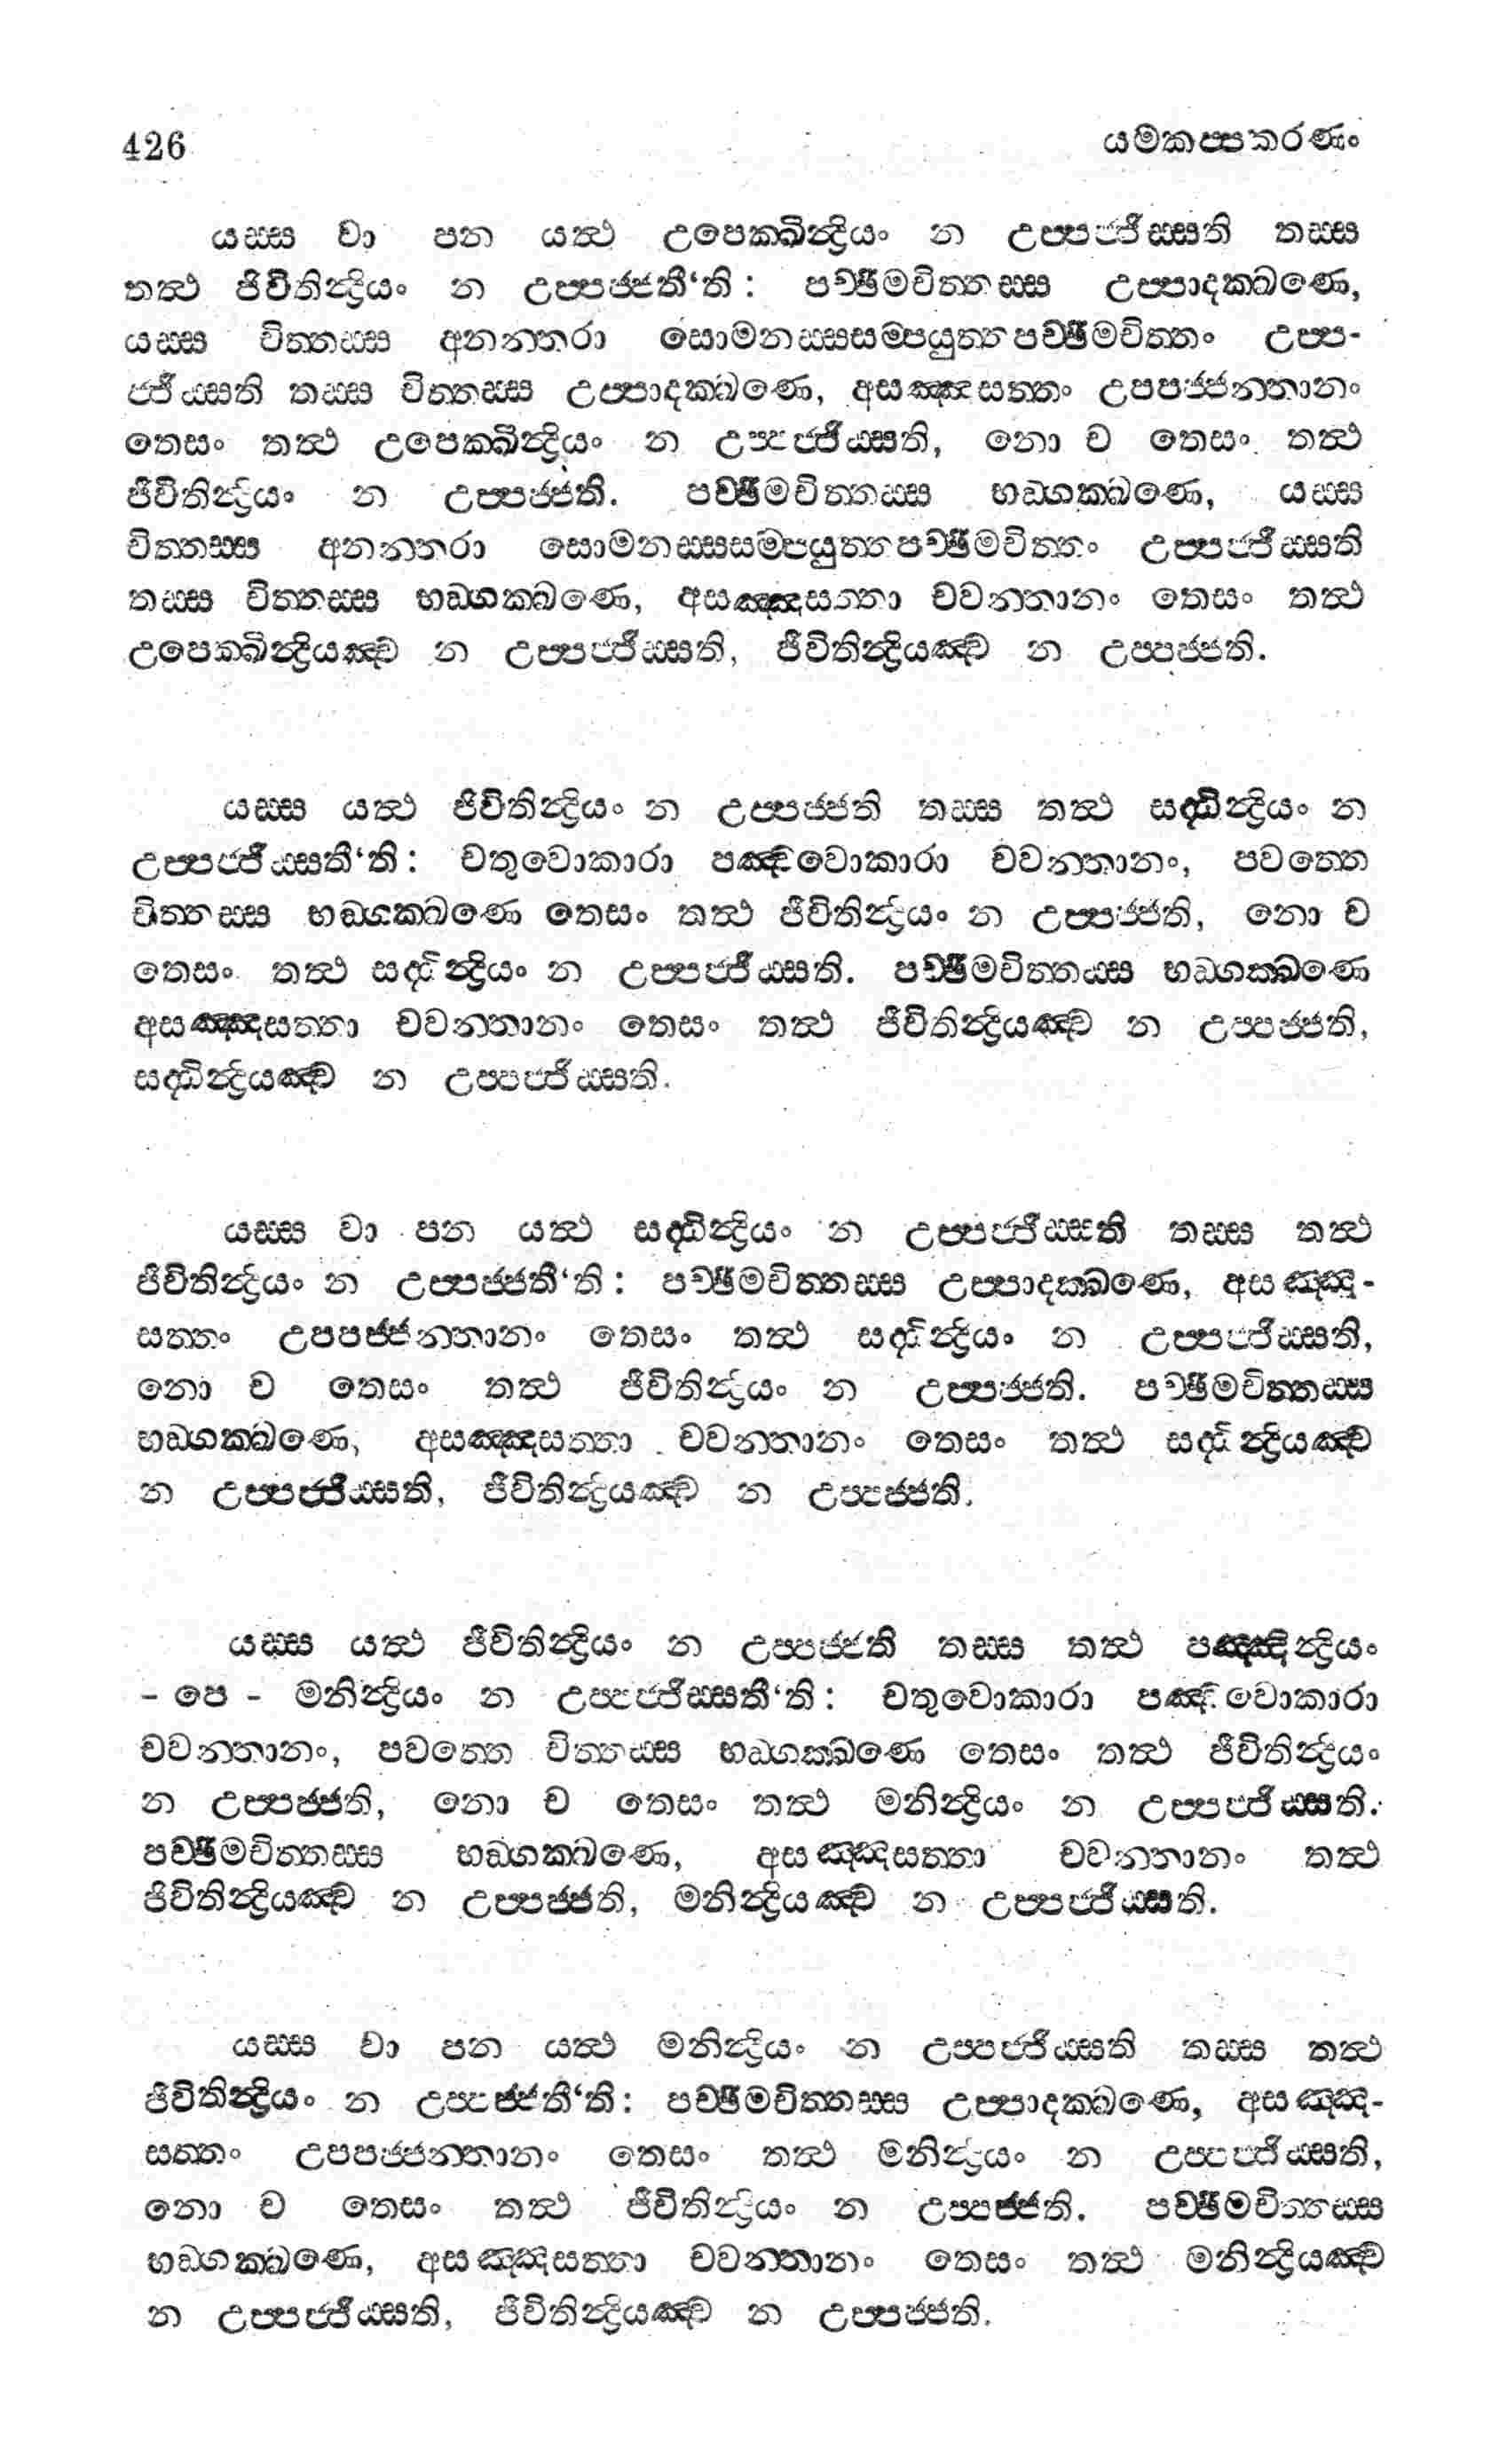 426
යමකප්පකරණං
යස්ස වා පන යත්ථ උපෙක්ඛින්ද්‍රියං න උප්පජ්ජිස්සති තස්ස
තත්ථ ජීවිතින්ද්‍රියං න උප්පජ්ජතී‘ති: පච්ඡිමචිත්තස්ස උප්පාදක්ඛණෙ,
යස්ස චිත්තස්ස අනන්තරා සොමනස්සසම්පයුත්තපච්ඡිමචිත්තං උප්ප-
ජ්ජිස්සති තස්ස චිත්තස්ස උප්පාදක්ඛණෙ, අසඤ්ඤසත්තං උපපජ්ජන්තානං
තෙසං තත්ථ උපෙක්ඛින්ද්‍රියං න උප්පජ්ජිස්සති, නො ච තෙසං තත්ථ
ජීවිතින්ද්‍රියං න උප්පජ්ජති. පච්ඡිමචිත්තස්ස භඞ්ගක්ඛණෙ, යස්ස
චිත්තස්ස අනන්තරා සොමනස්සසම්පයුත්තපච්ඡිමචිත්තං උප්පජ්ජිස්සති
තස්ස චිත්තස්ස භඞ්ගක්ඛණෙ, අසඤ්ඤසත්තා චවන්තානං තෙසං තත්ථ
උපෙක්ඛින්ද්‍රියඤ්ච න උප්පජ්ජිස්සති, ජීවිතින්ද්‍රියඤ්ච න උප්පජ්ජති.
යස්ස යත්ථ ජීවිතින්ද්‍රියං න උප්පජ්ජති තස්ස තත්ථ සද්ධින්ද්‍රියං න
උප්පජ්ජිස්සතී‘ති: චතුවොකාරා පඤ්චවොකාරා චවන්තානං, පවත්තෙ
චිත්තස්ස භඞ්ගක්ඛණෙ තෙසං තත්ථ ජීවිතින්ද්‍රියං න උප්පජ්ජති, නො ච
තෙසං තත්ථ සද්ධින්ද්‍රියං න උප්පජ්ජිස්සති. පච්ඡිමචිත්තස්ස භඞ්ගක්ඛණෙ
අසඤ්ඤසත්තා චවන්තානං තෙසං තත්ථ ජීවිතින්ද්‍රියඤ්ච න උප්පජ්ජති,
සද්ධින්ද්‍රියඤ්ච න උප්පජ්ජිස්සති.
යස්ස වා පන යත්ථ සද්ධින්ද්‍රියං න උප්පජ්ජිස්සති තස්ස තත්ථ
ජීවිතින්ද්‍රියං න උප්පජ්ජතී‘ති: පච්ඡිමචිත්තස්ස උප්පාදක්ඛණෙ, අසඤ්ඤ-
සත්තං උපපජ්ජන්තානං තෙසං තත්ථ සද්ධින්ද්‍රියං න උප්පජ්ජිස්සති,
නො ච තෙසං තත්ථ ජීවිතින්ද්‍රියං න උප්පජ්ජති. පච්ඡිමචිත්තස්ස
භඞ්ගක්ඛණෙ, අසඤ්ඤසත්තා චවන්තානං තෙසං තත්ථ සද්ධින්ද්‍රියඤ්ච
න උප්පජ්ජිස්සති, ජීවිතින්ද්‍රියඤ්ච න උප්පජ්ජති.
යස්ස යත්ථ ජීවිතින්ද්‍රියං න උප්පජ්ජති තස්ස තත්ථ පඤ්ඤින්ද්‍රියං
- පෙ - මනින්ද්‍රියං න උප්පජ්ජිස්සතී‘ති: චතුවොකාරා පඤ්චවොකාරා
චවන්තානං, පවත්තෙ චිත්තස්ස භඞ්ගක්ඛණෙ තෙසං තත්ථ ජීවිතින්ද්‍රියං
න උප්පජ්ජති, නො ච තෙසං තත්ථ මනින්ද්‍රියං න උප්පජ්ජිස්සති.
පච්ඡිමචිත්තස්ස භඞ්ගක්ඛණෙ, අසඤ්ඤසත්තා චවන්තානං තත්ථ
ජීවිතින්ද්‍රියඤ්ච න උප්පජ්ජති, මනින්ද්‍රියඤ්ච න උප්පජ්ජිස්සති.
යස්ස වා පන යත්ථ මනින්ද්‍රියං න උප්පජ්ජිස්සති තස්ස තත්ථ
ජීවිතින්ද්‍රියං න උප්පජ්ජතී‘ති: පච්ඡිමචිත්තස්ස උප්පාදක්ඛණෙ, අසඤ්ඤ-
සත්තං උපපජ්ජන්තානං තෙසං තත්ථ මනින්ද්‍රියං න උප්පජ්ජිස්සති,
නො ච තෙසං තත්ථ ජීවිතින්ද්‍රියං න උප්පජ්ජති. පච්ඡිමචිත්තස්ස
භඞ්ගක්ඛණෙ, අසඤ්ඤසත්තා චවන්තානං තෙසං තත්ථ මනින්ද්‍රියඤ්ච
න උප්පජ්ජිස්සති, ජීවිතින්ද්‍රියඤ්ච න උප්පජ්ජති.